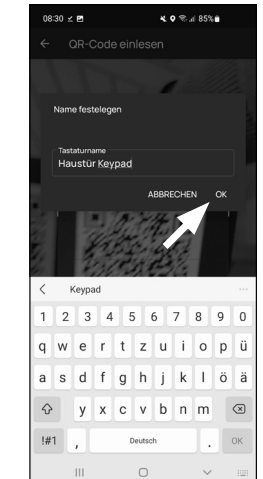 08:30
85%
QR-Code einlesen
Name festelegen
Tastaturname
Haustür Keypad
ABBRECHEN OK
Keypad
1 2 3 4 5 6 7 8 9 0
q w e r t z u i o p ü
a s d f g h j k l ö ä
y x c v b n m
!#1 , Deutsch . OK